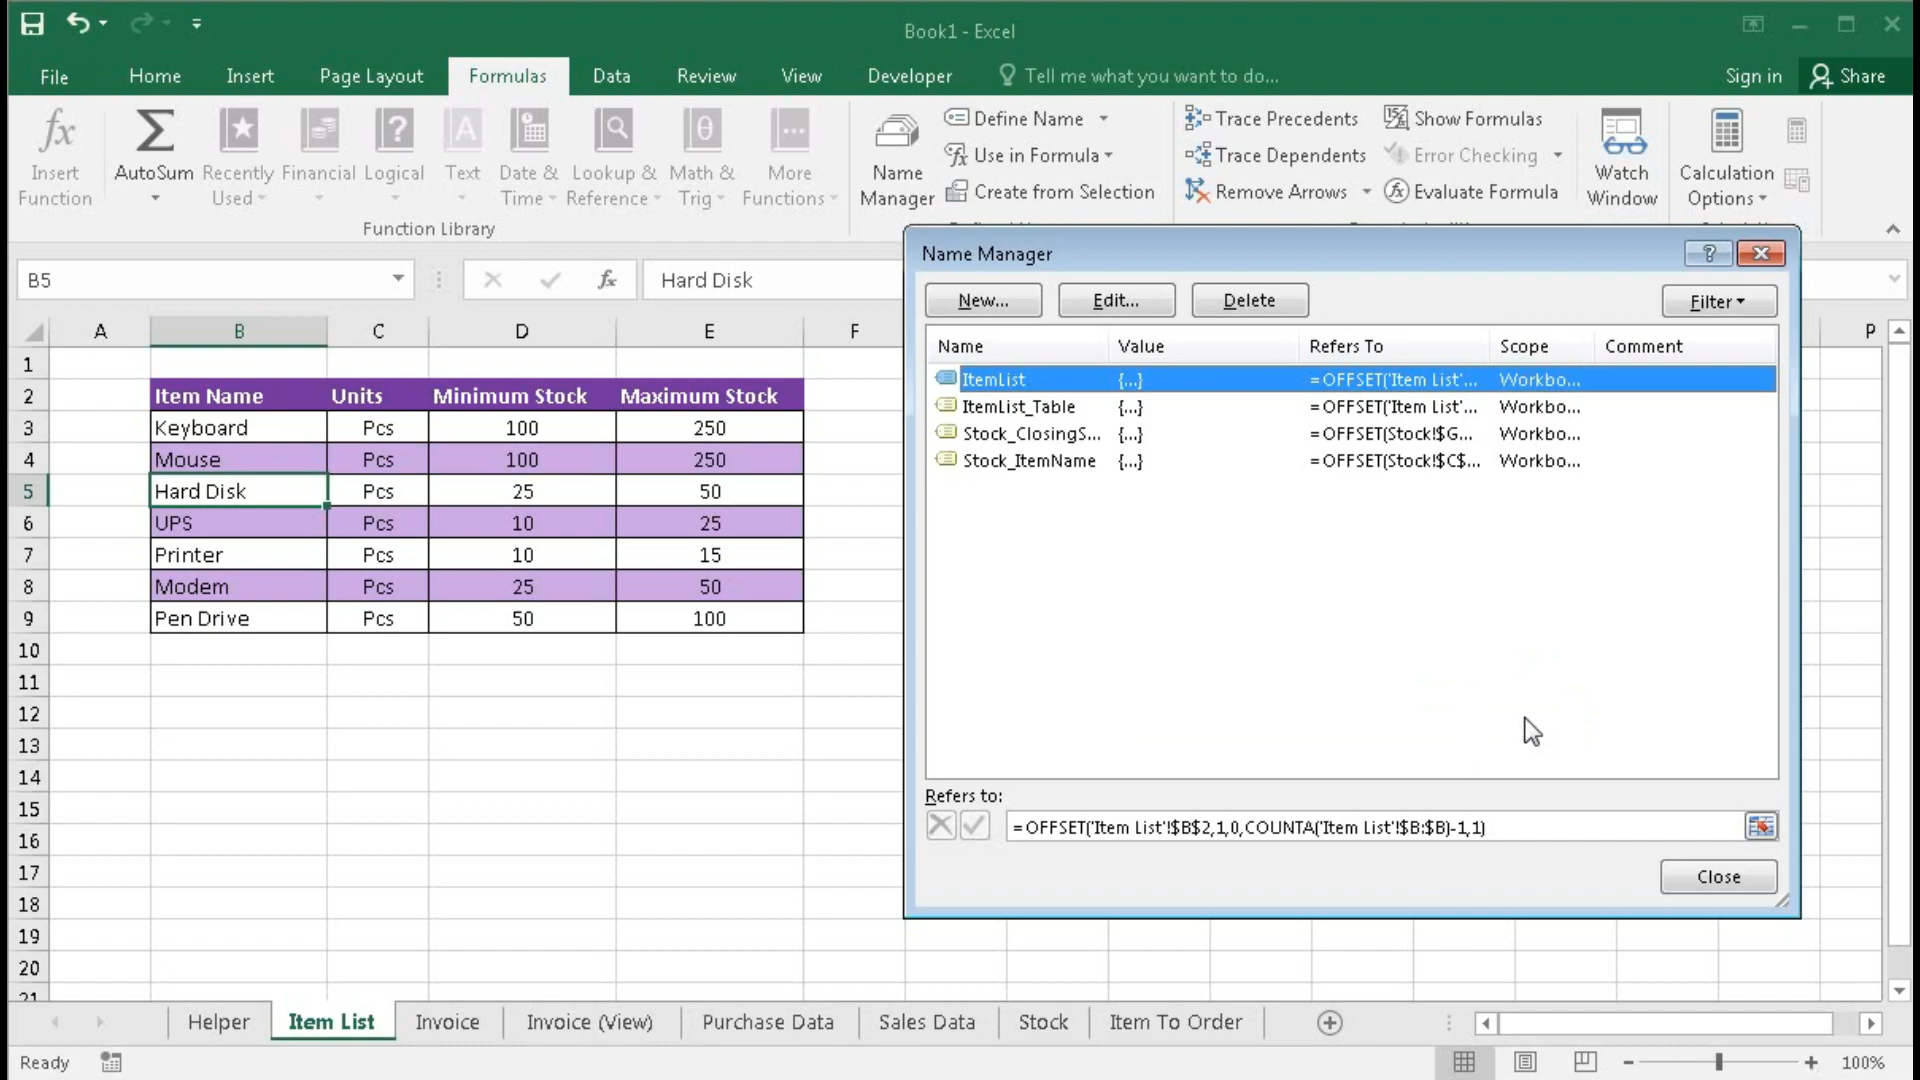 Book1 - Excel
File Home Insert Page Layout Formulas Data Review View Developer Tell me what you want to do... Sign in Share
fx Σ A ? θ
Insert Function
AutoSum
Recently Used
Financial
Logical
Text
Date & Time
Lookup & Reference
Math & Trig
More Functions
Function Library
Name Manager
Define Name
Use in Formula
Create from Selection
Trace Precedents
Trace Dependents
Remove Arrows
Show Formulas
Error Checking
Evaluate Formula
Watch Window
Calculation Options
B5 fx Hard Disk
A B C D E F P
1
2 Item Name Units Minimum Stock Maximum Stock
3 Keyboard Pcs 100 250
4 Mouse Pcs 100 250
5 Hard Disk Pcs 25 50
6 UPS Pcs 10 25
7 Printer Pcs 10 15
8 Modem Pcs 25 50
9 Pen Drive Pcs 50 100
10
11
12
13
14
15
16
17
18
19
20
21
Name Manager ?
New... Edit... Delete Filter
Name Value Refers To Scope Comment
ItemList {...} =OFFSET('Item List'... Workbo...
ItemList_Table {...} =OFFSET('Item List'... Workbo...
Stock_ClosingS... {...} =OFFSET(Stock!$G... Workbo...
Stock_ItemName {...} =OFFSET(Stock!$C$... Workbo...
Refers to:
=OFFSET('Item List'!$B$2,1,0,COUNTA('Item List'!$B:$B)-1,1)
Close
Helper Item List Invoice Invoice (View) Purchase Data Sales Data Stock Item To Order
Ready 100%